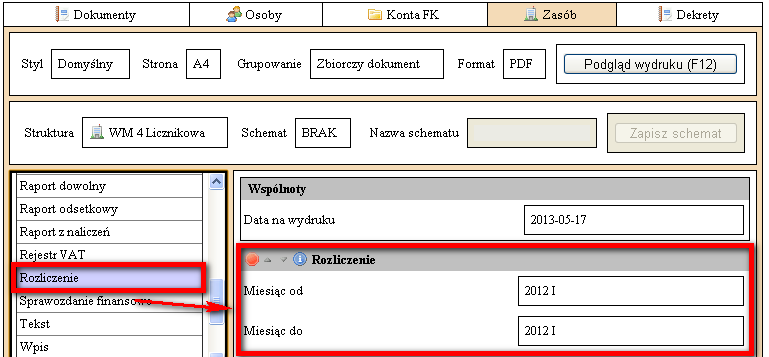 Dokumenty Osoby Konta FK Zasób Dekrety
Styl Domyślny Strona A4 Grupowanie Zbiorczy dokument Format PDF Podgląd wydruku (F12)
Struktura WM 4 Licznikowa Schemat BRAK Nazwa schematu Zapisz schemat
Raport dowolny
Raport odsetkowy
Raport z naliczeń
Rejestr VAT
Rozliczenie
Sprawozdanie finansowe
Tekst
Wpis
Wspólnoty
Data na wydruku 2013-05-17
Rozliczenie
Miesiąc od 2012 I
Miesiąc do 2012 I